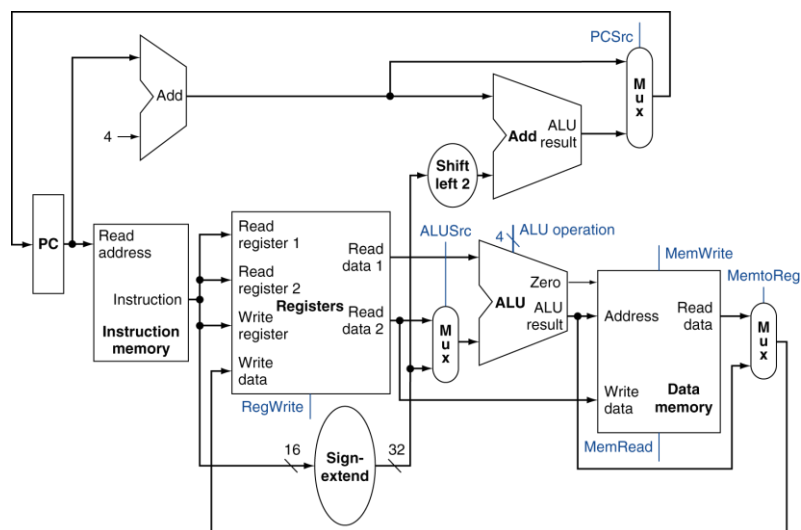 PCSrc
Add
4
M
u
x
Add
ALU
result
Shift
left 2
PC
Read
address
Instruction
Instruction
memory
Read
register 1
Read
register 2
Write
register
Write
data
Registers
Read
data 1
Read
data 2
RegWrite
ALUSrc
M
u
x
4
ALU operation
Zero
ALU
ALU
result
MemWrite
Address
Read
data
Write
data
Data
memory
MemRead
MemtoReg
M
u
x
16
Sign-
extend
32